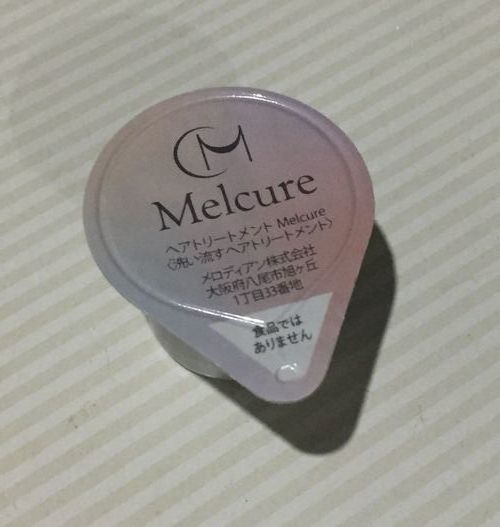 CM
Melcure
ヘアトリートメント Melcure
〈洗い流すヘアトリートメント〉
メロディアン株式会社
大阪府八尾市旭ヶ丘
1丁目33番地
食品では
ありません